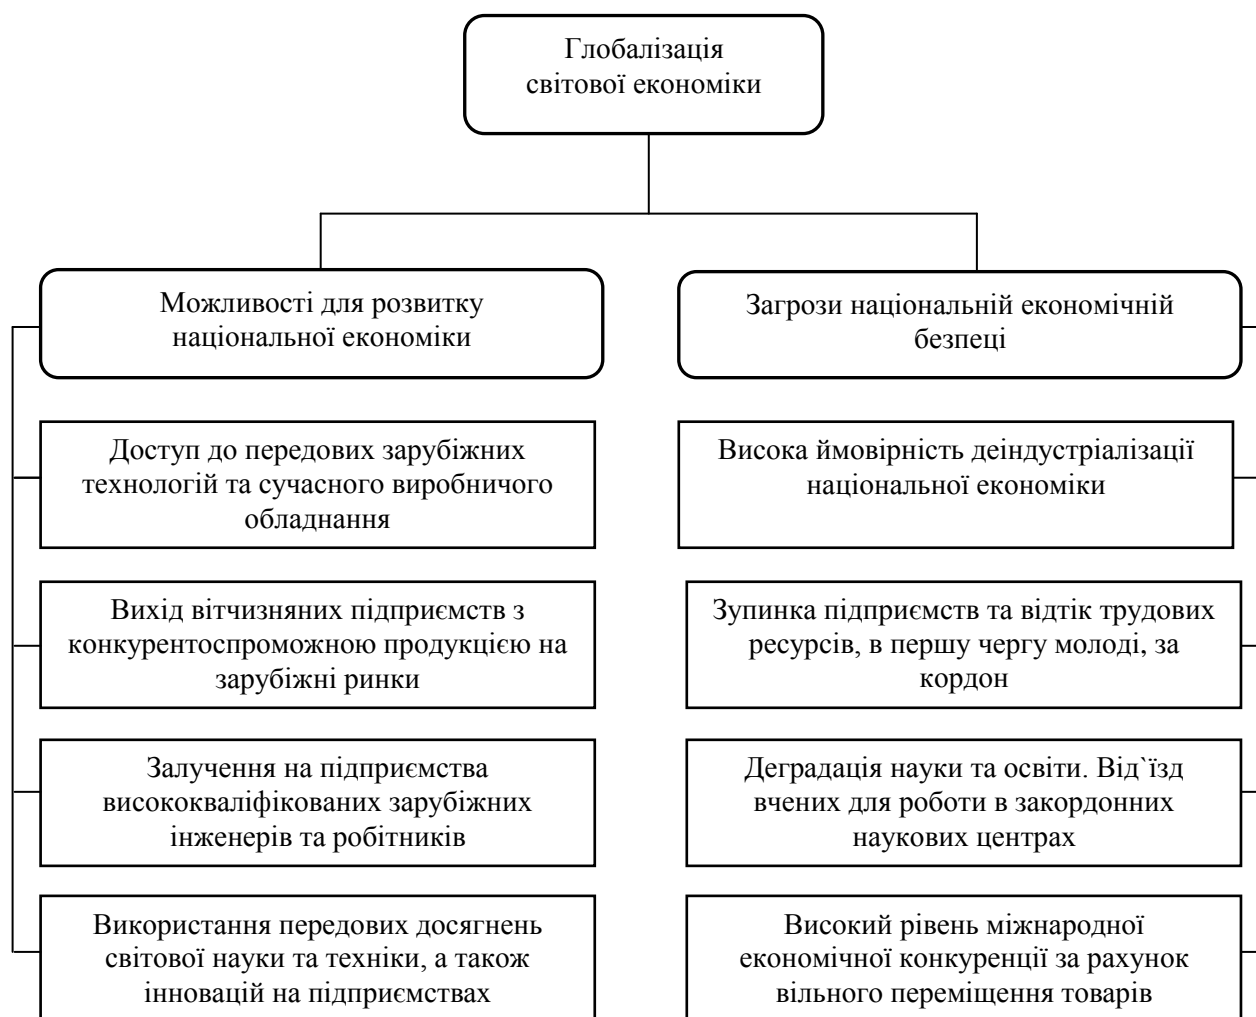 Глобалізація
світової економіки
Можливості для розвитку
національної економіки
Доступ до передових зарубіжних
технологій та сучасного виробничого
обладнання
Вихід вітчизняних підприємств з
конкурентоспроможною продукцією на
зарубіжні ринки
Залучення на підприємства
висококваліфікованих зарубіжних
інженерів та робітників
Використання передових досягнень
світової науки та техніки, а також
інновацій на підприємствах
Загрози національній економічній
безпеці
Висока ймовірність деіндустріалізації
національної економіки
Зупинка підприємств та відтік трудових
ресурсів, в першу чергу молоді, за
кордон
Деградація науки та освіти. Від`їзд
вчених для роботи в закордонних
наукових центрах
Високий рівень міжнародної
економічної конкуренції за рахунок
вільного переміщення товарів